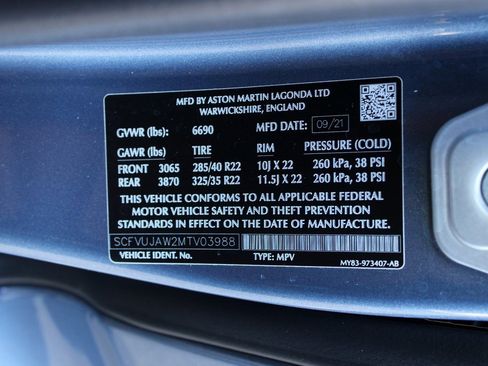 MFD BY ASTON MARTIN LAGONDA LTD
WARWICKSHIRE, ENGLAND
GVWR (lbs): 6690 MFD DATE: 09/21
GAWR (lbs): TIRE RIM PRESSURE (COLD)
FRONT 3065 285/40 R22 10J X 22 260 kPa, 38 PSI
REAR 3870 325/35 R22 11.5J X 22 260 kPa, 38 PSI
THIS VEHICLE CONFORMS TO ALL APPLICABLE FEDERAL
MOTOR VEHICLE SAFETY AND THEFT PREVENTION
STANDARDS IN EFFECT ON THE DATE OF MANUFACTURE.
SCFVUJAW2MTV03988
VEHICLE IDENT. No. TYPE: MPV MY83-973407-AB